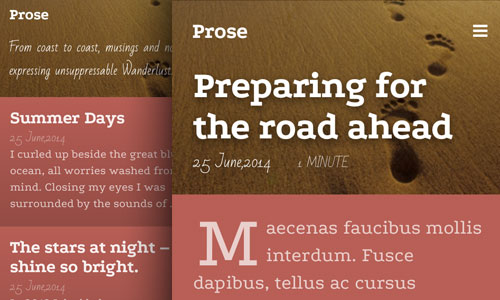 Prose
From coast to coast, musings and
expressing unsuppressable Wanderlust.
Summer Days
25 June,2014
I curled up beside the great
ocean, all worries washed
mind. Closing my eyes I was
surrounded by the sounds of
The stars at night –
shine so bright.
25 June,2014
Prose
Preparing for
the road ahead
25 June,2014 1 MINUTE
Maecenas faucibus mollis
interdum. Fusce
dapibus, tellus ac cursus